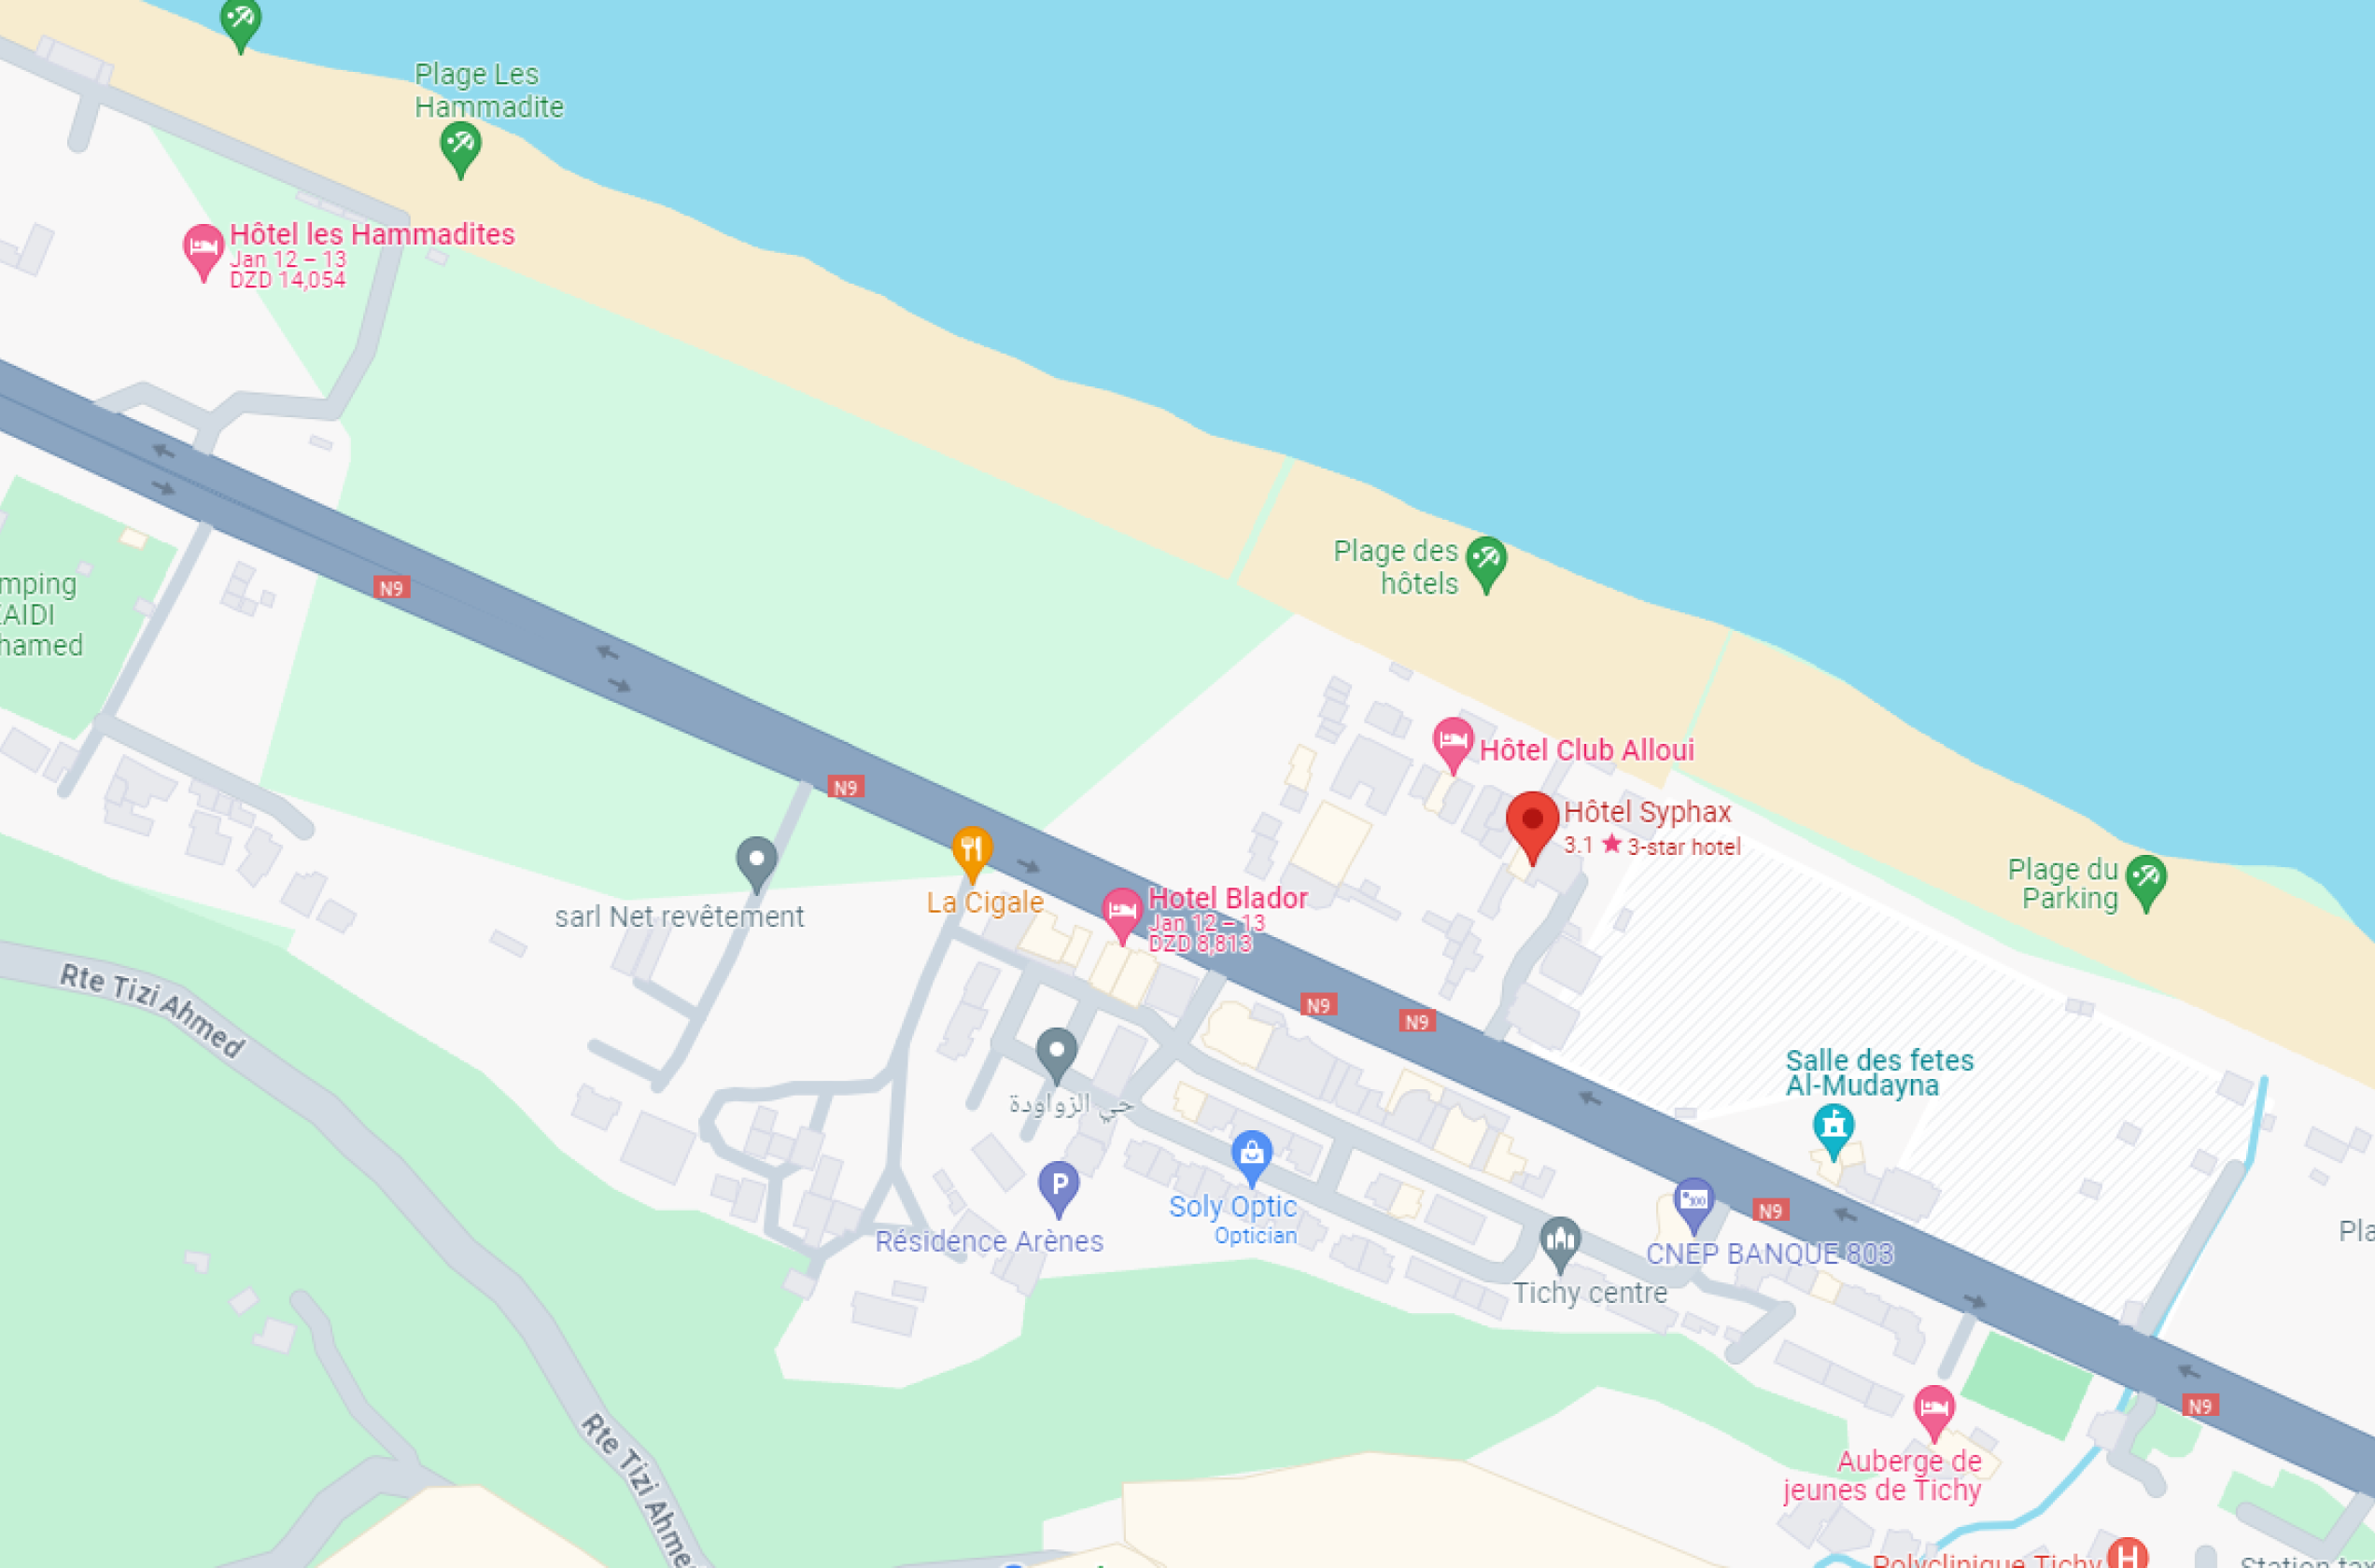 Plage Les
Hammadite
Hôtel les Hammadites
Jan 12 – 13
DZD 14,054
Plage des
hôtels
mping
AIDI
hamed
N9
Hôtel Club Alloui
N9
Hôtel Syphax
3.1 ★ 3-star hotel
Plage du
Parking
La Cigale
sarl Net revêtement
Hotel Blador
Jan 12 – 13
DZD 8,813
Rte Tizi Ahmed
N9
N9
Salle des fetes
Al-Mudayna
حي الزواودة
P
Soly Optic
Optician
Résidence Arènes
100
N9
CNEP BANQUE 803
Pla
Tichy centre
N9
Rte Tizi Ahmed
Auberge de
jeunes de Tichy
Polyclinique Tichy
H
Station tax